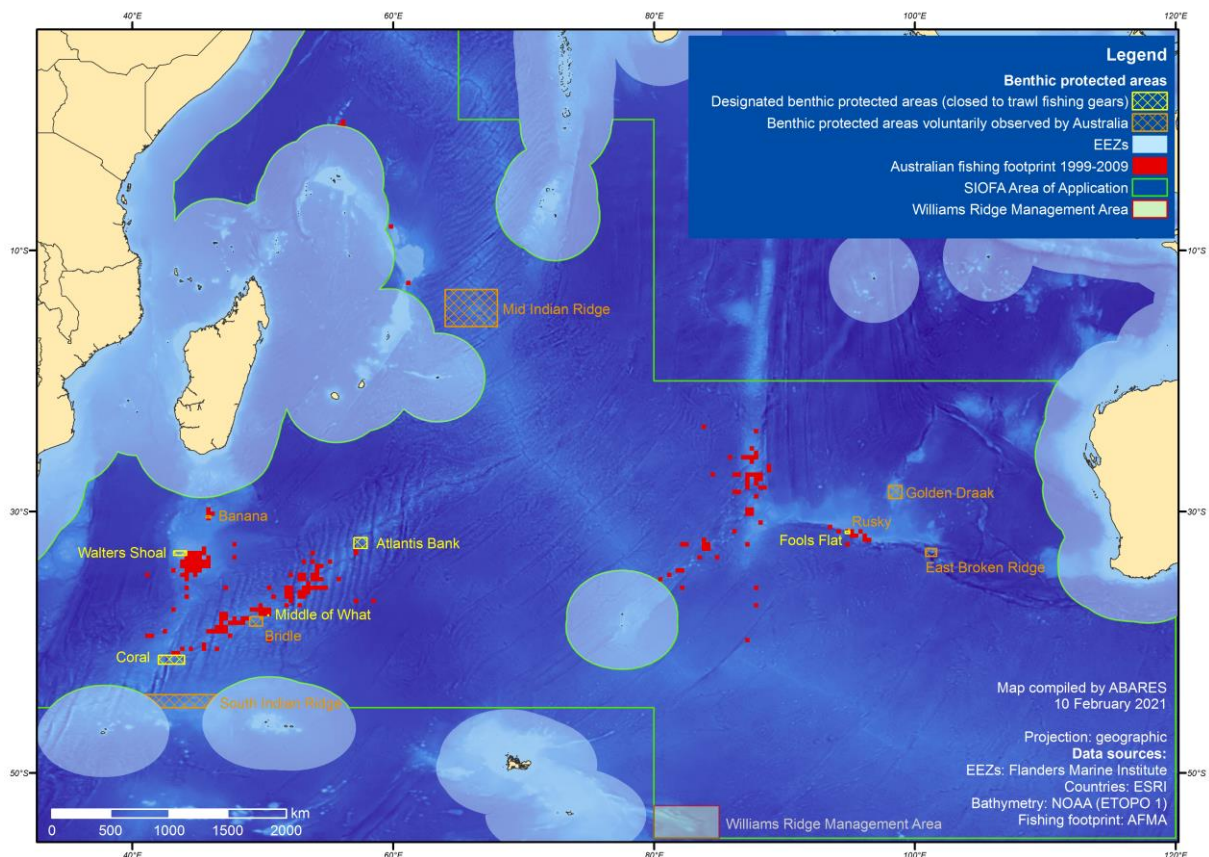 40°E
60°E
80°E
100°E
120°E
Legend
Benthic protected areas
Designated benthic protected areas (closed to trawl fishing gears)
Benthic protected areas voluntarily observed by Australia
EEZs
Australian fishing footprint 1999-2009
SIOFA Area of Application
Williams Ridge Management Area
10°S
10°S
Mid Indian Ridge
Golden Draak
30°S
30°S
Banana
Rusky
Fools Flat
Walters Shoal
Atlantis Bank
East Broken Ridge
Middle of What
Bridle
Coral
South Indian Ridge
Map compiled by ABARES
10 February 2021
Projection: geographic
Data sources:
EEZs: Flanders Marine Institute
Countries: ESRI
Bathymetry: NOAA (ETOPO 1)
Fishing footprint: AFMA
50°S
50°S
km
0 500 1000 1500 2000
Williams Ridge Management Area
40°E
60°E
80°E
100°E
120°E